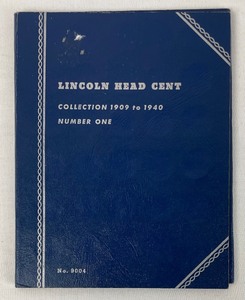 LINCOLN HEAD CENT
COLLECTION 1909 to 1940
NUMBER ONE
No. 9004